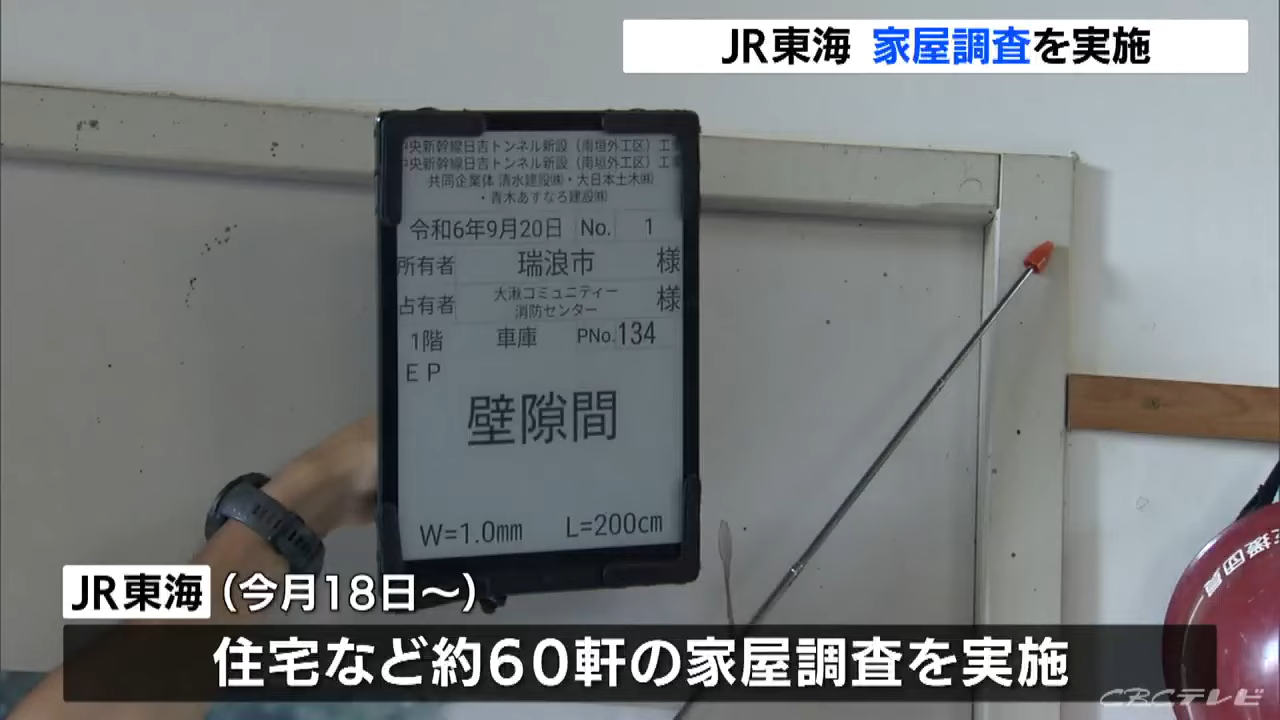 JR東海 家屋調査を実施
中央新幹線日吉トンネル新設（南垣外工区）工
中央新幹線日吉トンネル新設（南垣外工区）工事
共同企業体 清水建設㈱・大日本土木㈱
・青木あすなろ建設㈱
令和6年9月20日 No. 1
所有者 瑞浪市 様
占有者 大湫コミュニティー 様
消防センター
1階 車庫 PNo.134
ＥＰ
壁隙間
W=1.0mm L=200cm
JR東海 （今月18日～）
住宅など約60軒の家屋調査を実施
CBCテレビ